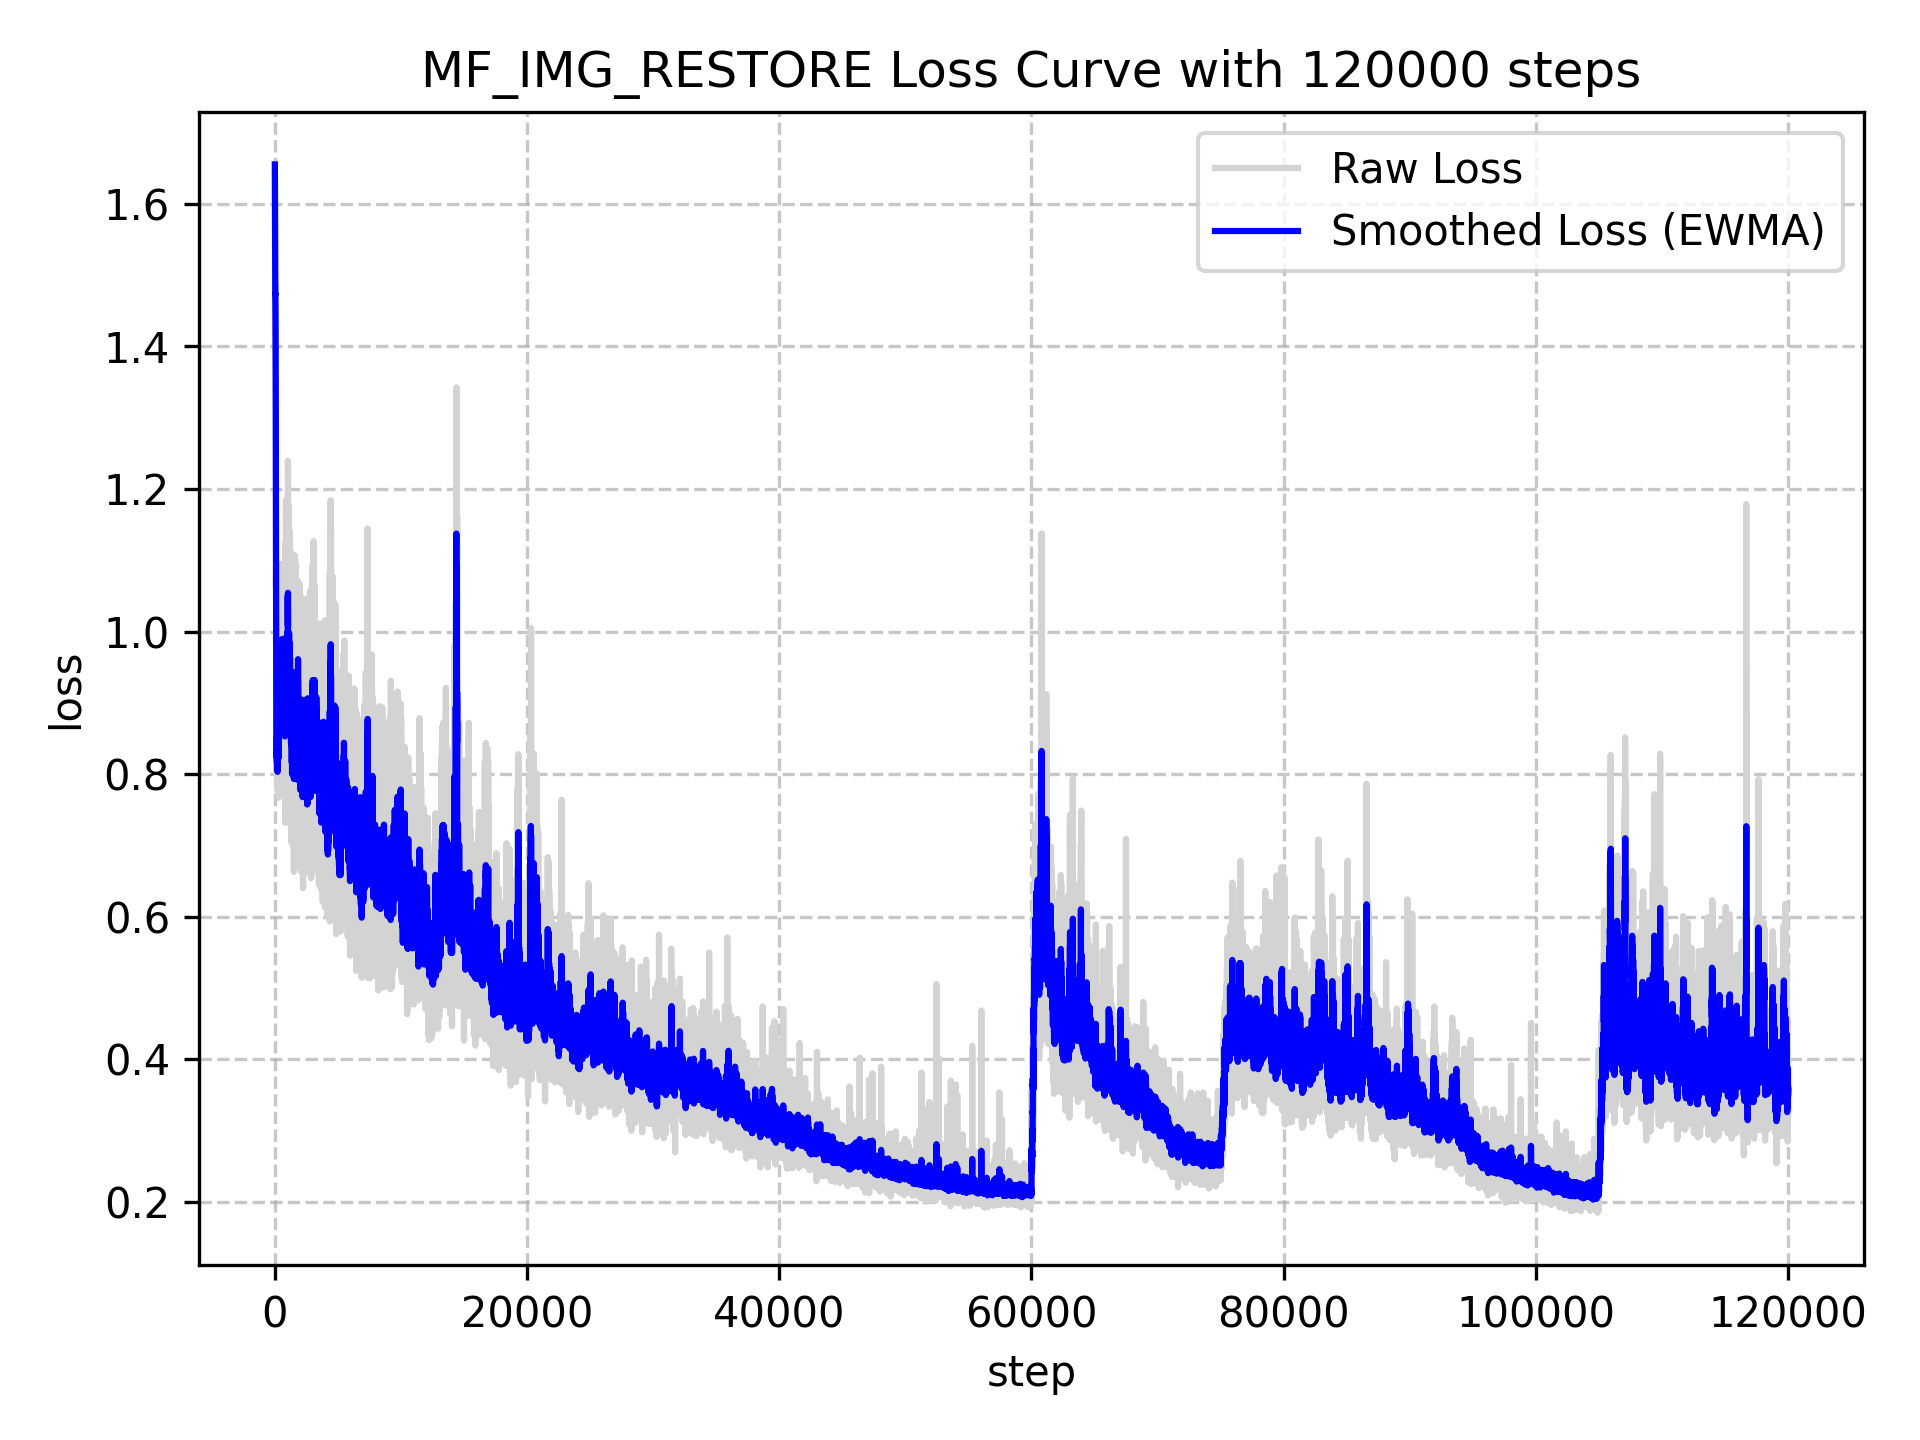 MF_IMG_RESTORE Loss Curve with 120000 steps
Raw Loss
Smoothed Loss (EWMA)
1.6
1.4
1.2
1.0
0.8
0.6
0.4
0.2
loss
0 20000 40000 60000 80000 100000 120000
step